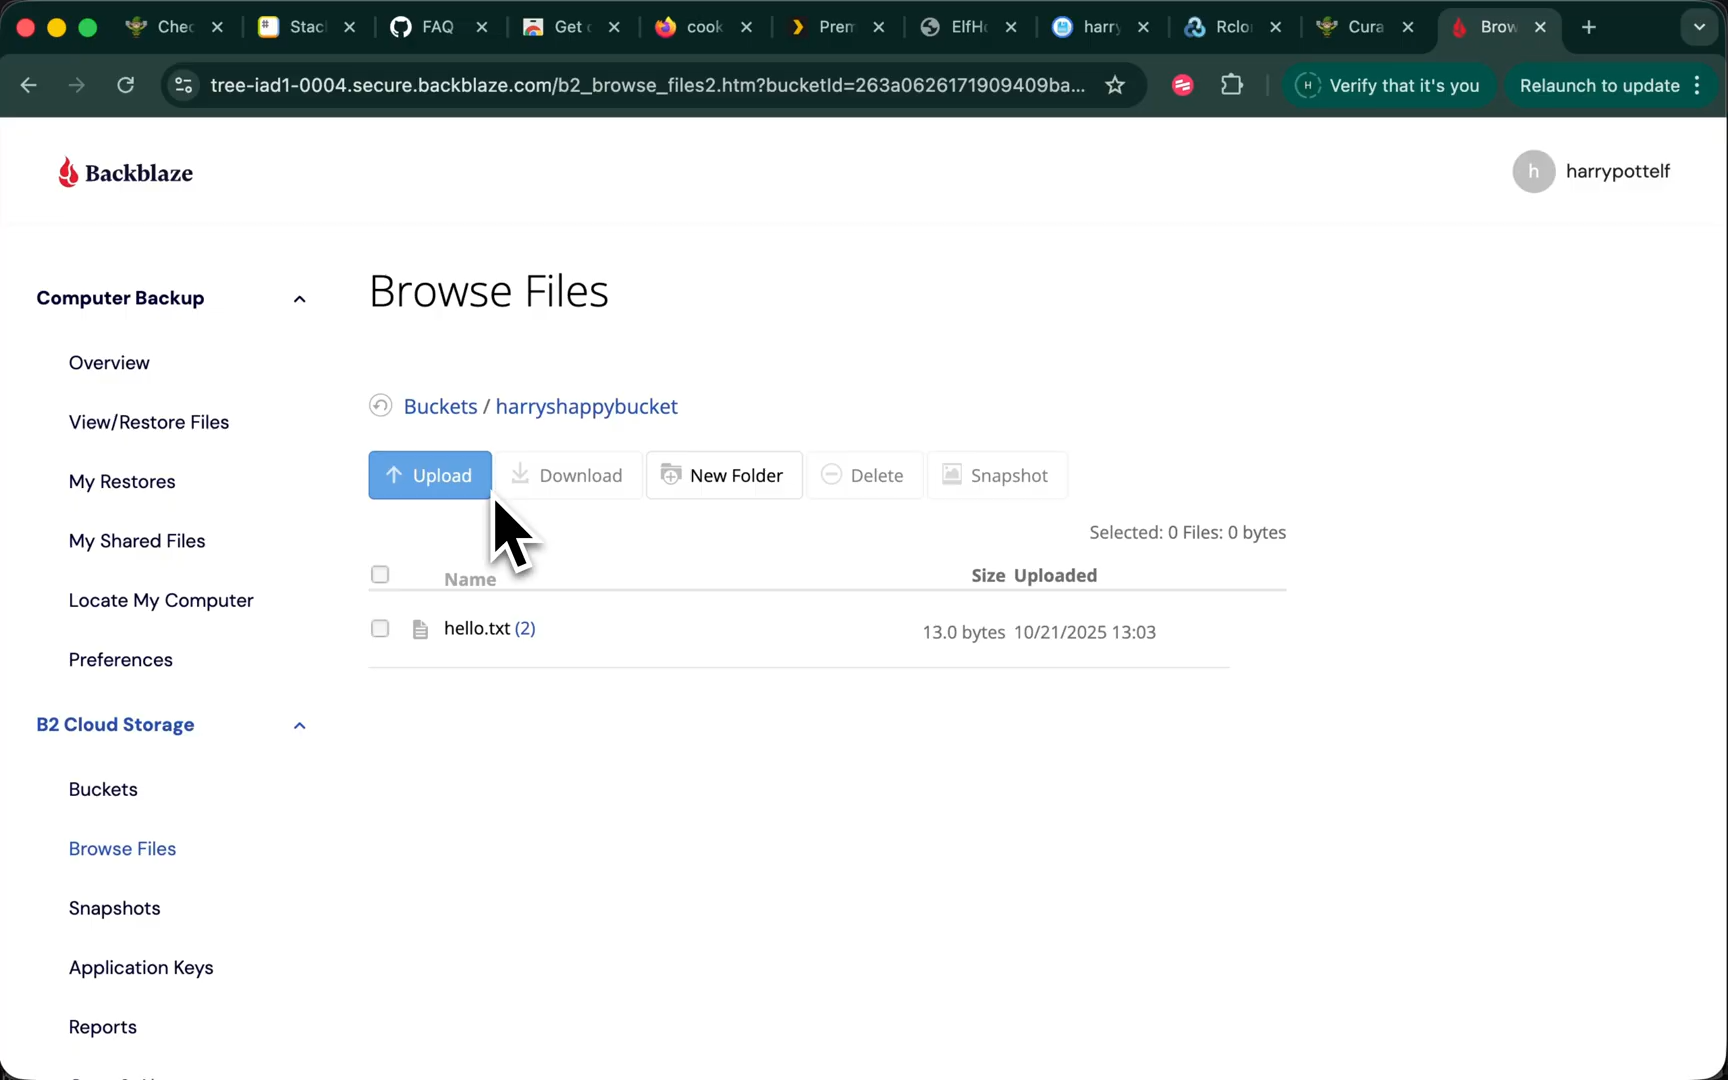 Chec
Stac
FAQ
Get
cook
Prem
ElfHo
harry
Rclo
Cura
Brow
tree-iad1-0004.secure.backblaze.com/b2_browse_files2.htm?bucketId=263a0626171909409ba...
H
Verify that it's you
Relaunch to update
Backblaze
h
harrypottelf
Computer Backup
Overview
View/Restore Files
My Restores
My Shared Files
Locate My Computer
Preferences
B2 Cloud Storage
Buckets
Browse Files
Snapshots
Application Keys
Reports
Browse Files
Buckets / harryshappybucket
Upload
Download
New Folder
Delete
Snapshot
Selected: 0 Files: 0 bytes
Name Size Uploaded
hello.txt (2) 13.0 bytes 10/21/2025 13:03